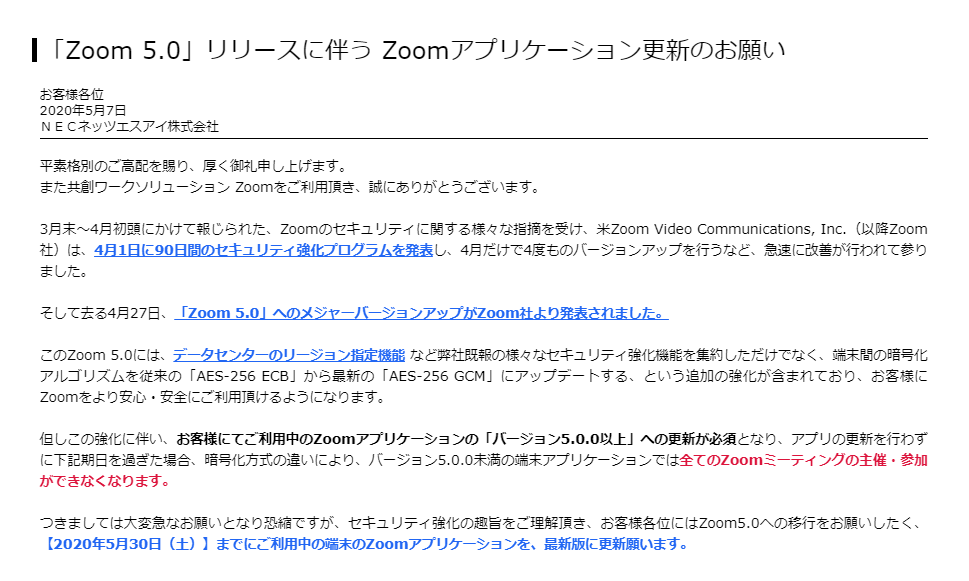 「Zoom 5.0」リリースに伴う Zoomアプリケーション更新のお願い
お客様各位
2020年5月7日
ＮＥＣネッツエスアイ株式会社
平素格別のご高配を賜り、厚く御礼申し上げます。
また共創ワークソリューション Zoomをご利用頂き、誠にありがとうございます。
3月末～4月初頭にかけて報じられた、Zoomのセキュリティに関する様々な指摘を受け、米Zoom Video Communications, Inc.（以降Zoom
社）は、4月1日に90日間のセキュリティ強化プログラムを発表し、4月だけで4度ものバージョンアップを行うなど、急速に改善が行われて参り
ました。
そして去る4月27日、「Zoom 5.0」へのメジャーバージョンアップがZoom社より発表されました。
このZoom 5.0には、データセンターのリージョン指定機能 など弊社既報の様々なセキュリティ強化機能を集約しただけでなく、端末間の暗号化
アルゴリズムを従来の「AES-256 ECB」から最新の「AES-256 GCM」にアップデートする、という追加の強化が含まれており、お客様に
Zoomをより安心・安全にご利用頂けるようになります。
但しこの強化に伴い、お客様にてご利用中のZoomアプリケーションの「バージョン5.0.0以上」への更新が必須となり、アプリの更新を行わず
に下記期日を過ぎた場合、暗号化方式の違いにより、バージョン5.0.0未満の端末アプリケーションでは全てのZoomミーティングの主催・参加
ができなくなります。
つきましては大変急なお願いとなり恐縮ですが、セキュリティ強化の趣旨をご理解頂き、お客様各位にはZoom5.0への移行をお願いしたく、
【2020年5月30日（土）】までにご利用中の端末のZoomアプリケーションを、最新版に更新願います。